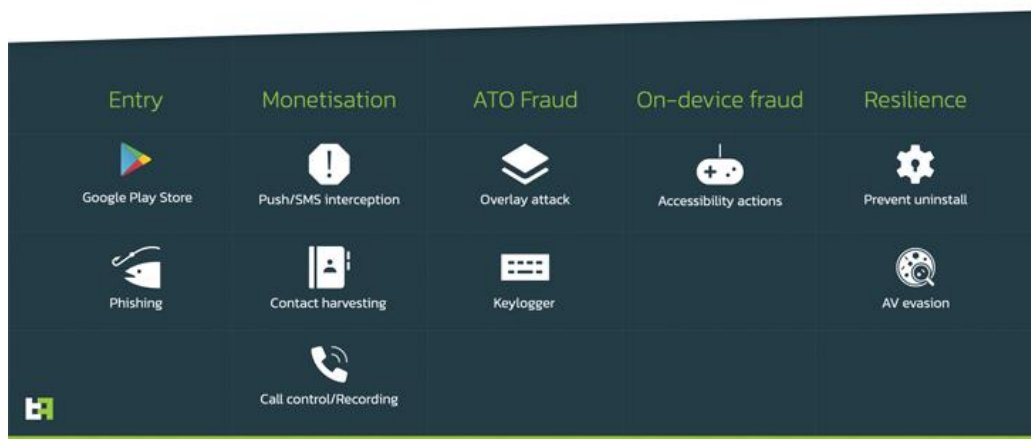 Entry Monetisation ATO Fraud On-device fraud Resilience
Google Play Store Push/SMS interception Overlay attack Accessibility actions Prevent uninstall
Phishing Contact harvesting Keylogger AV evasion
Call control/Recording